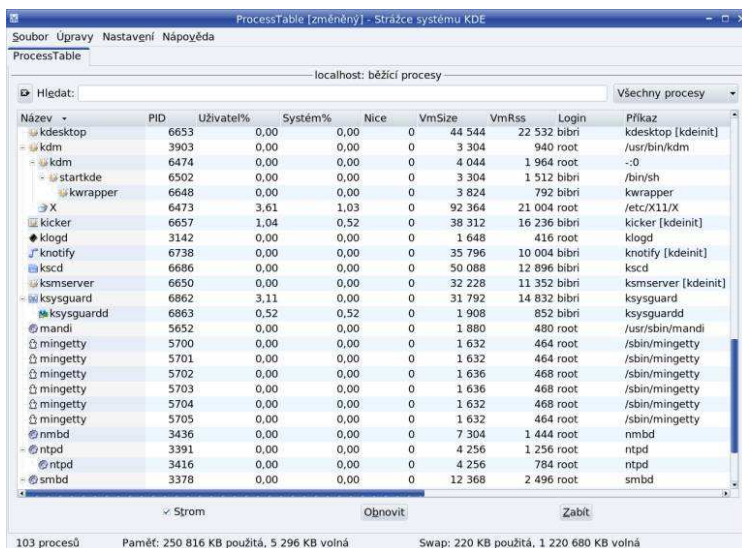 ProcessTable [změněný] - Strážce systému KDE
Soubor Úpravy Nastavení Nápověda
ProcessTable
localhost: běžící procesy
Hledat: Všechny procesy
Název PID Uživatel% Systém% Nice VmSize VmRss Login Příkaz
kdesktop 6653 0,00 0,00 0 44 544 22 532 bibri kdesktop [kdeinit]
kdm 3903 0,00 0,00 0 3 304 940 root /usr/bin/kdm
kdm 6474 0,00 0,00 0 4 044 1 964 root -:0
startkde 6502 0,00 0,00 0 3 304 1 512 bibri /bin/sh
kwrapper 6648 0,00 0,00 0 3 824 792 bibri kwrapper
X 6473 3,61 1,03 0 92 364 21 004 root /etc/X11/X
kicker 6657 1,04 0,52 0 38 312 16 236 bibri kicker [kdeinit]
klogd 3142 0,00 0,00 0 1 648 416 root klogd
knotify 6738 0,00 0,00 0 35 796 10 004 bibri knotify [kdeinit]
kscd 6686 0,00 0,00 0 50 088 12 896 bibri kscd
ksmserver 6650 0,00 0,00 0 32 228 11 352 bibri ksmserver [kdeinit]
ksysguard 6862 3,11 0,00 0 31 792 14 832 bibri ksysguard
ksysguardd 6863 0,52 0,52 0 1 908 852 bibri ksysguardd
mandi 5652 0,00 0,00 0 1 880 480 root /usr/sbin/mandi
mingetty 5700 0,00 0,00 0 1 632 464 root /sbin/mingetty
mingetty 5701 0,00 0,00 0 1 632 464 root /sbin/mingetty
mingetty 5702 0,00 0,00 0 1 636 468 root /sbin/mingetty
mingetty 5703 0,00 0,00 0 1 636 468 root /sbin/mingetty
mingetty 5704 0,00 0,00 0 1 632 468 root /sbin/mingetty
mingetty 5705 0,00 0,00 0 1 632 464 root /sbin/mingetty
nmbd 3436 0,00 0,00 0 7 304 1 444 root nmbd
ntpd 3391 0,00 0,00 0 4 256 1 256 root ntpd
ntpd 3416 0,00 0,00 0 4 256 784 root ntpd
smbd 3378 0,00 0,00 0 12 368 2 496 root smbd
Strom Obnovit Zabít
103 procesů Paměť: 250 816 KB použitá, 5 296 KB volná Swap: 220 KB použitá, 1 220 680 KB volná